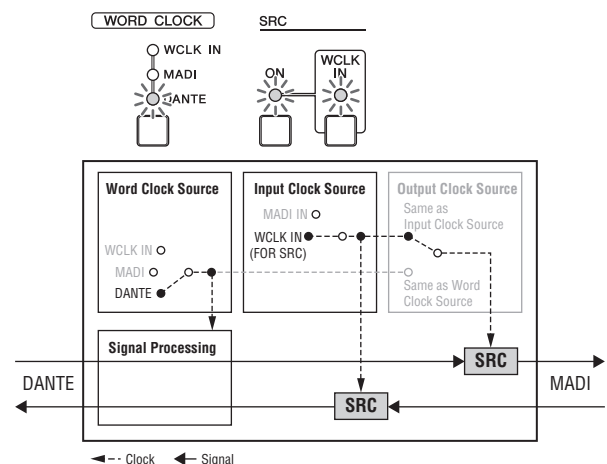 WORD CLOCK
SRC
WCLK IN
MADI
DANTE
ON
WCLK
IN
Word Clock Source
WCLK IN
MADI
DANTE
Input Clock Source
MADI IN
WCLK IN
(FOR SRC)
Output Clock Source
Same as
Input Clock Source
Same as Word
Clock Source
Signal Processing
SRC
DANTE
MADI
SRC
Clock
Signal